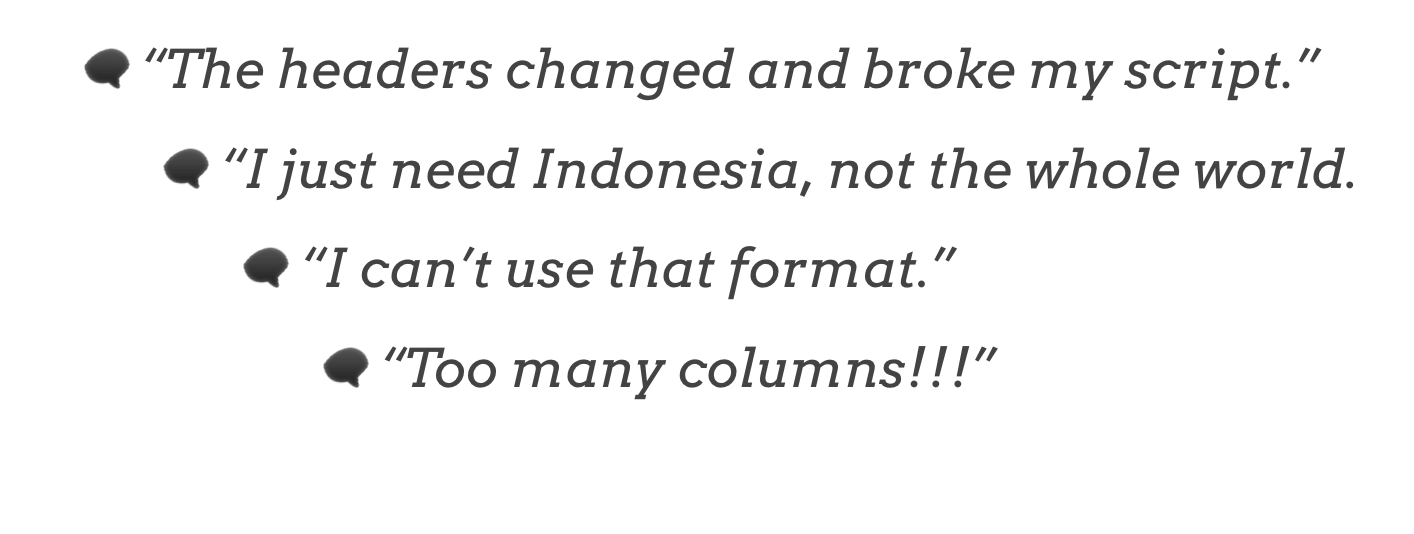 “The headers changed and broke my script.”
“I just need Indonesia, not the whole world.
“I can’t use that format.”
“Too many columns!!!”